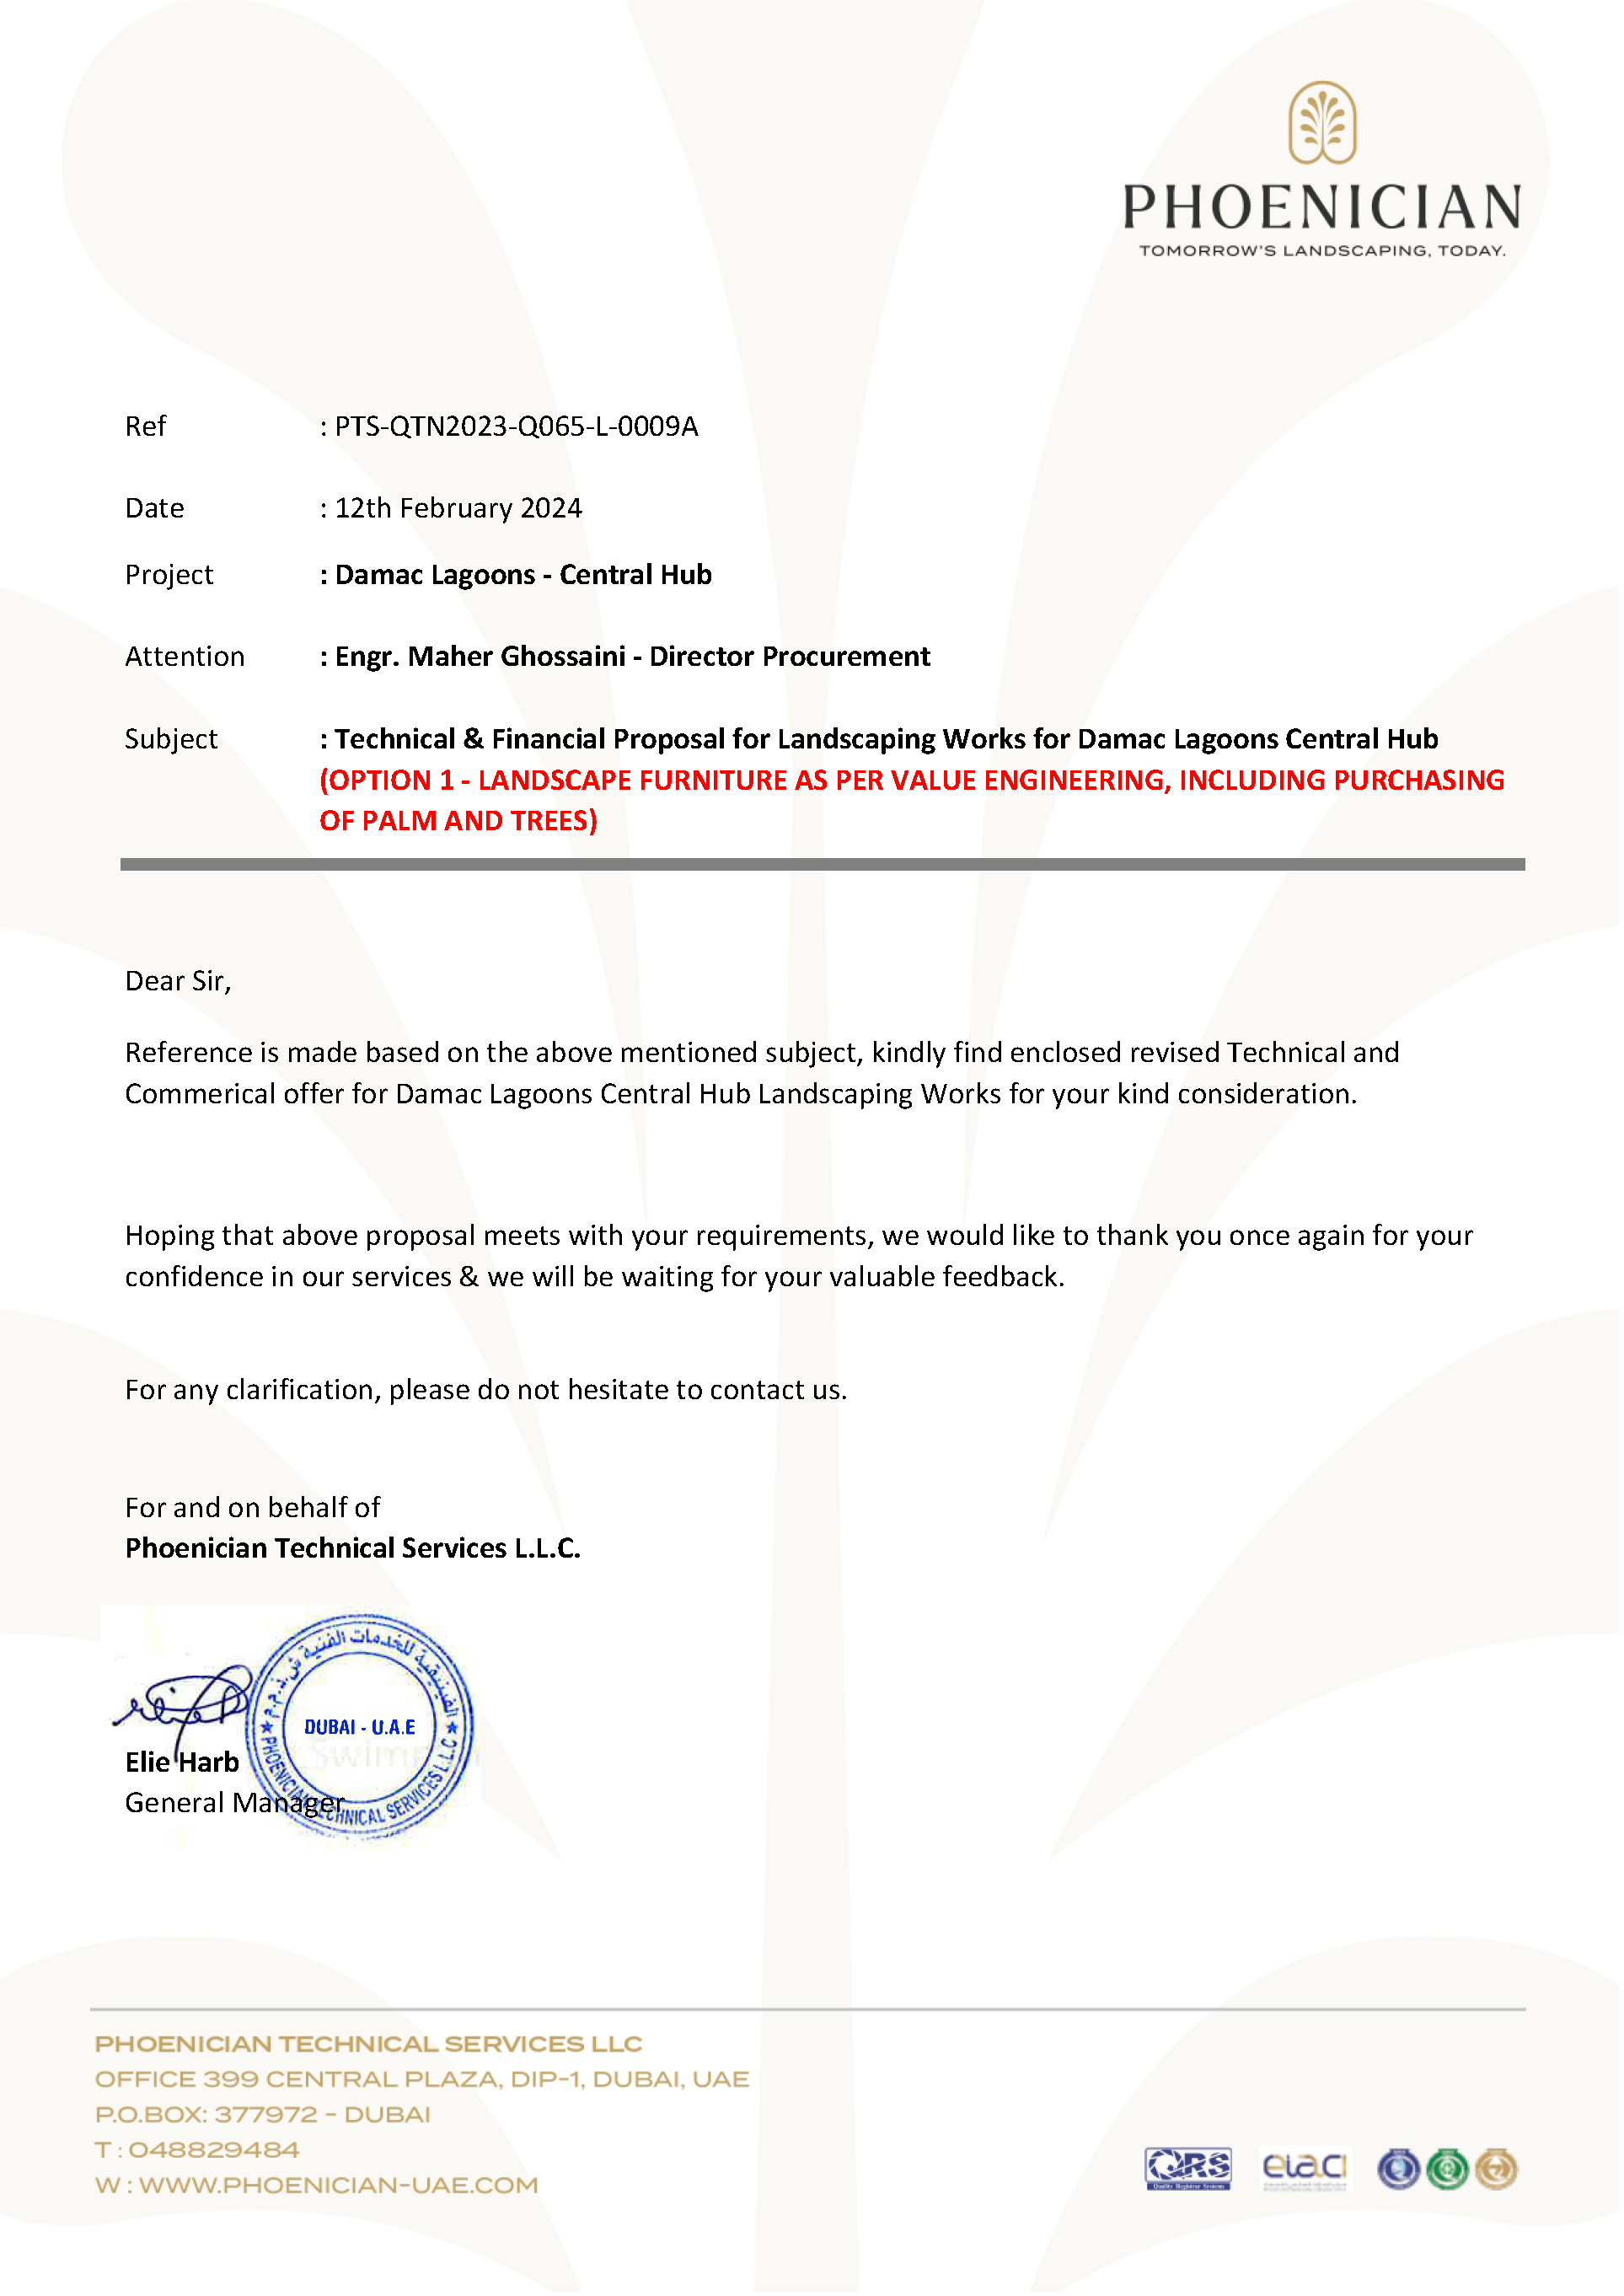 PHOENICIAN
TOMORROW'S LANDSCAPING, TODAY.
Ref : PTS-QTN2023-Q065-L-0009A
Date : 12th February 2024
Project : Damac Lagoons - Central Hub
Attention : Engr. Maher Ghossaini - Director Procurement
Subject : Technical & Financial Proposal for Landscaping Works for Damac Lagoons Central Hub
(OPTION 1 - LANDSCAPE FURNITURE AS PER VALUE ENGINEERING, INCLUDING PURCHASING
OF PALM AND TREES)
Dear Sir,
Reference is made based on the above mentioned subject, kindly find enclosed revised Technical and
Commerical offer for Damac Lagoons Central Hub Landscaping Works for your kind consideration.
Hoping that above proposal meets with your requirements, we would like to thank you once again for your
confidence in our services & we will be waiting for your valuable feedback.
For any clarification, please do not hesitate to contact us.
For and on behalf of
Phoenician Technical Services L.L.C.
الفينيقية للخدمات الفنية ش.ذ.م.م
DUBAI - U.A.E
PHOENICIAN TECHNICAL SERVICES L.L.C
Elie Harb
General Manager
PHOENICIAN TECHNICAL SERVICES LLC
OFFICE 399 CENTRAL PLAZA, DIP-1, DUBAI, UAE
P.O.BOX: 377972 - DUBAI
T : 048829484
W : WWW.PHOENICIAN-UAE.COM
QRS
Quality Registrar Systems
eiac